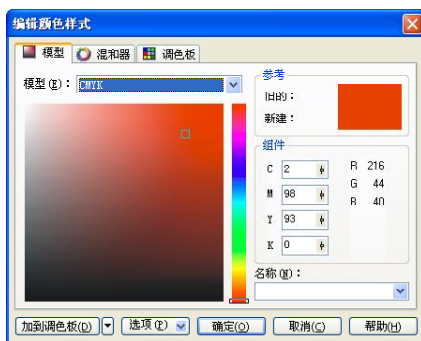 编辑颜色样式
模型 混和器 调色板
模型(E)： CMYK
参考
旧的：
新建：
组件
C 2 R 216
M 98 G 44
Y 93 B 40
K 0
名称(N)：
加到调色板(D) 选项(P) 确定(O) 取消(C) 帮助(H)